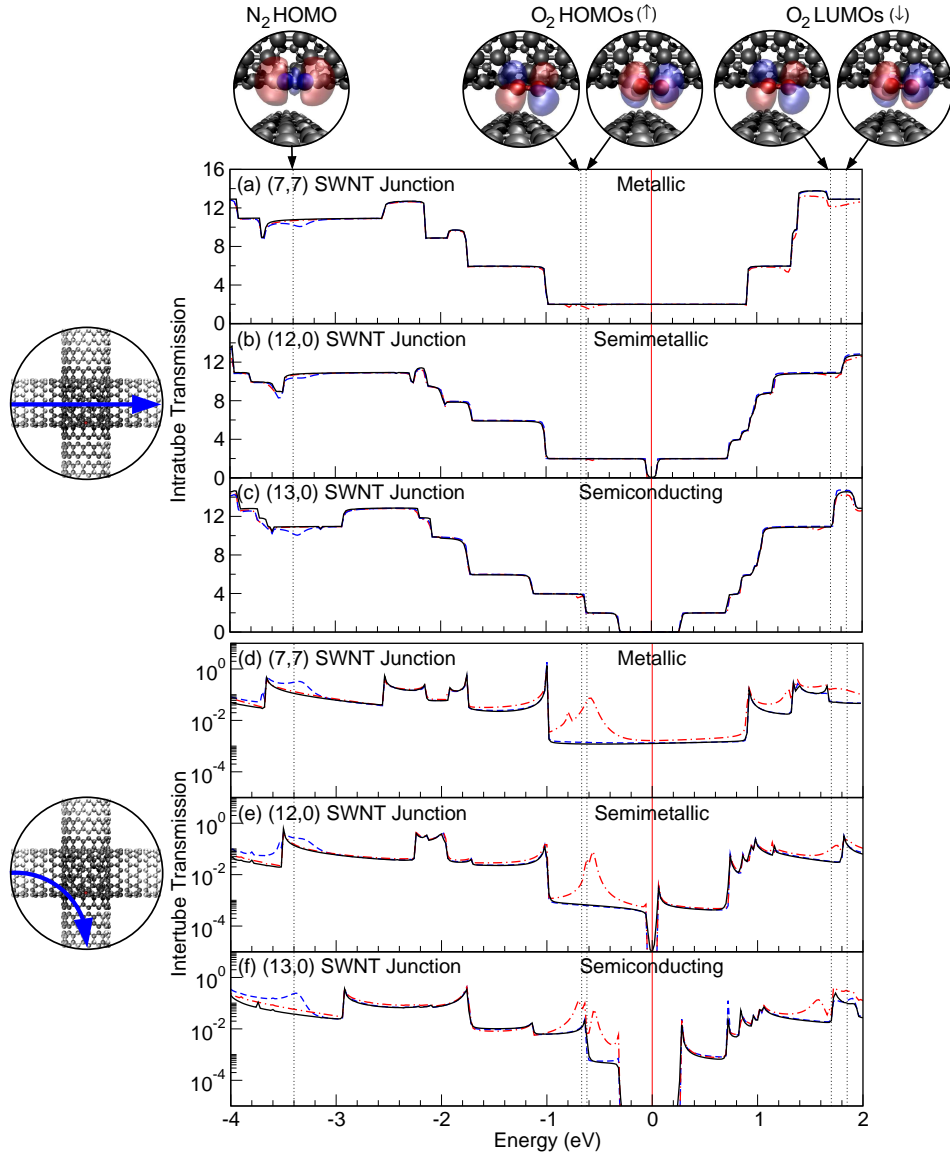 N2 HOMO
O2 HOMOs (↑)
O2 LUMOs (↓)
Intratube Transmission
16
12
8
4
0
(a) (7,7) SWNT Junction
Metallic
12
8
4
0
(b) (12,0) SWNT Junction
Semimetallic
12
8
4
0
(c) (13,0) SWNT Junction
Semiconducting
Intertube Transmission
10^0
10^-2
10^-4
(d) (7,7) SWNT Junction
Metallic
10^0
10^-2
10^-4
(e) (12,0) SWNT Junction
Semimetallic
10^0
10^-2
10^-4
(f) (13,0) SWNT Junction
Semiconducting
-4 -3 -2 -1 0 1 2
Energy (eV)